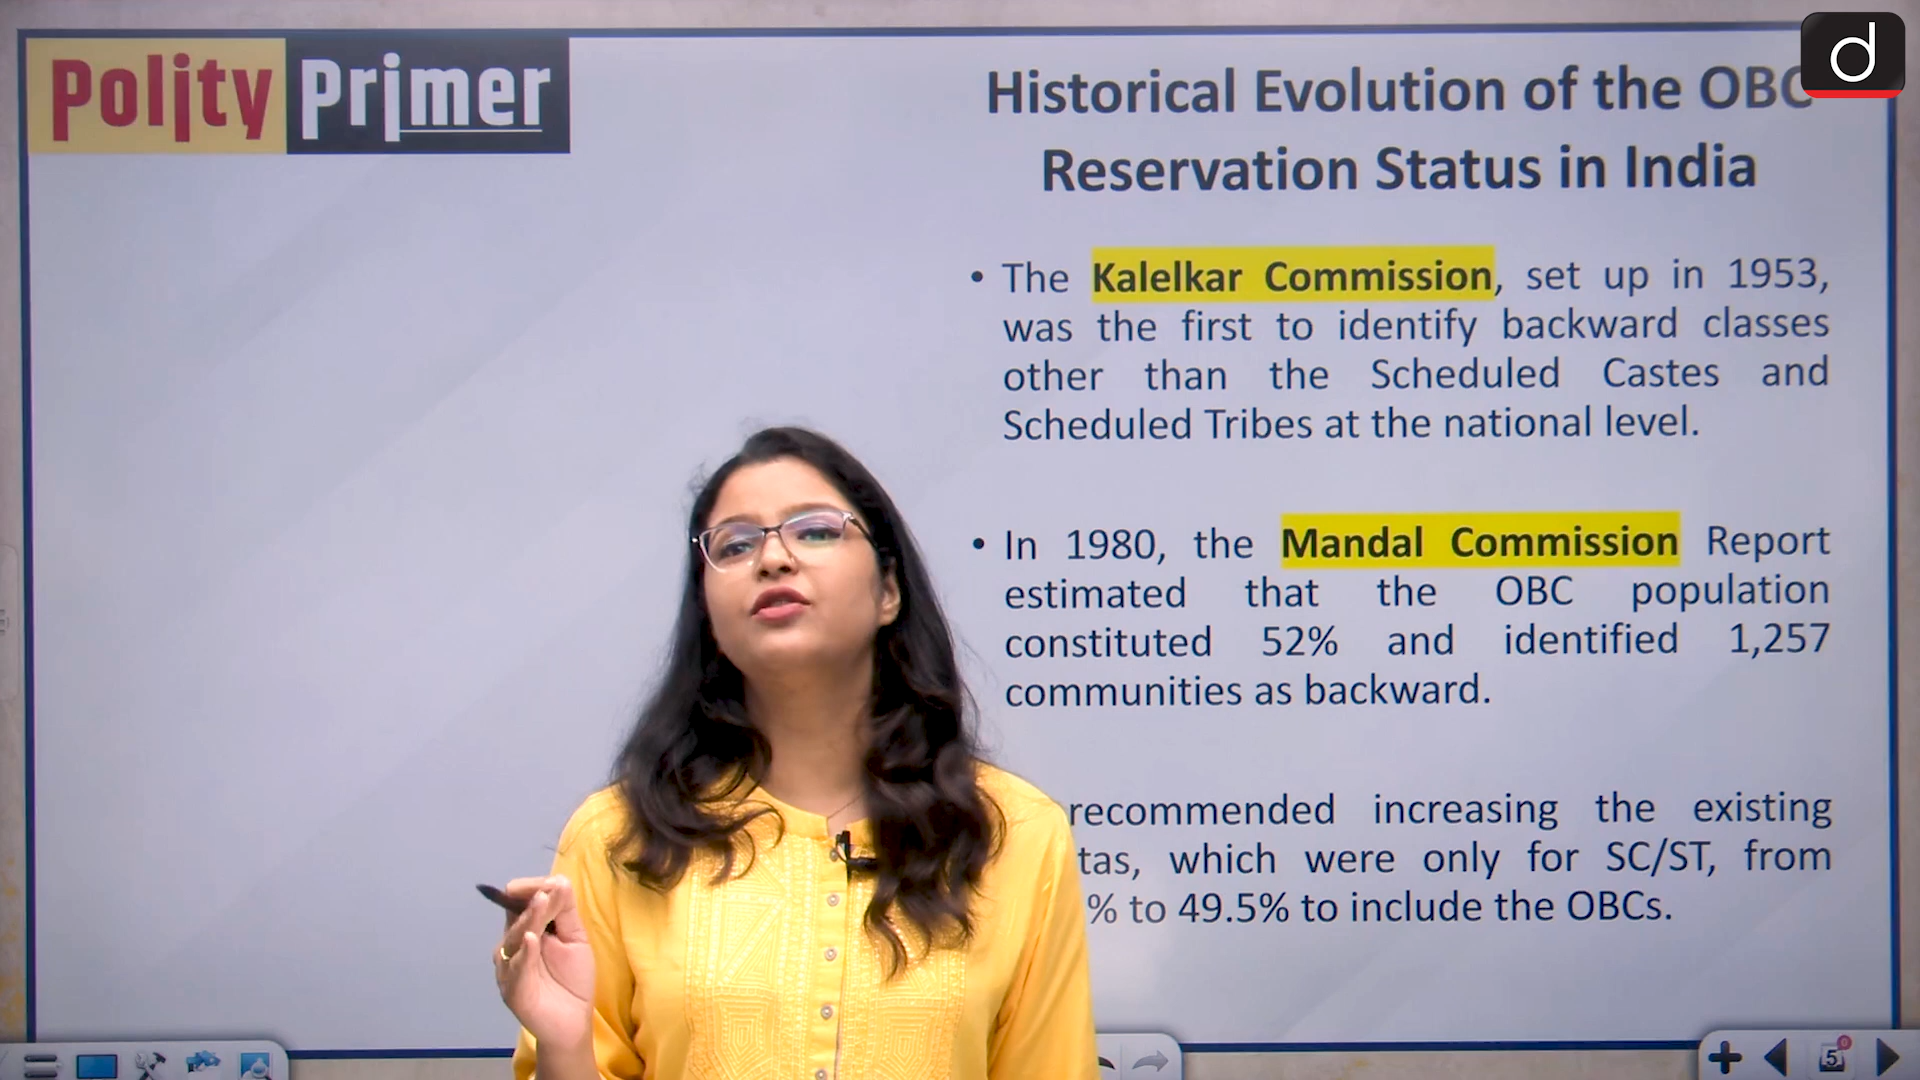 Polity Primer
d
Historical Evolution of the OBC
Reservation Status in India
• The Kalelkar Commission, set up in 1953,
was the first to identify backward classes
other than the Scheduled Castes and
Scheduled Tribes at the national level.
• In 1980, the Mandal Commission Report
estimated that the OBC population
constituted 52% and identified 1,257
communities as backward.
recommended increasing the existing
tas, which were only for SC/ST, from
% to 49.5% to include the OBCs.
5
0